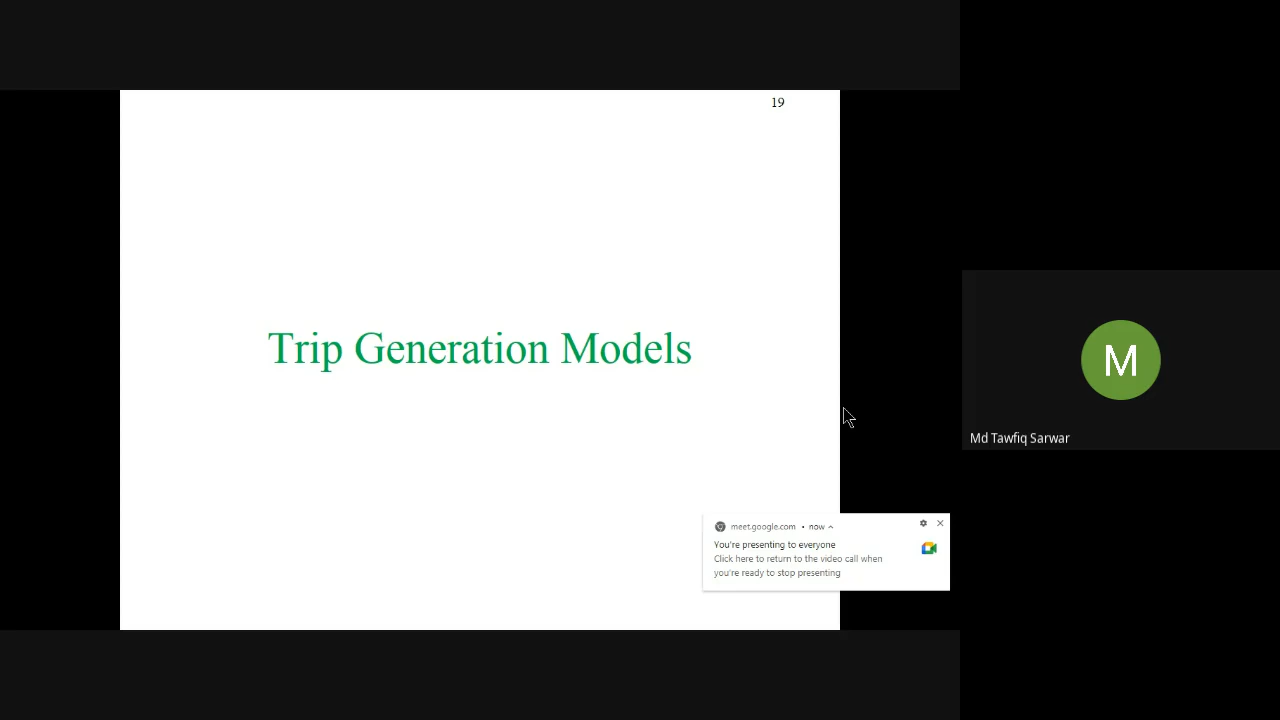 19
Trip Generation Models
M
Md Tawfiq Sarwar
meet.google.com • now
You're presenting to everyone
Click here to return to the video call when
you're ready to stop presenting